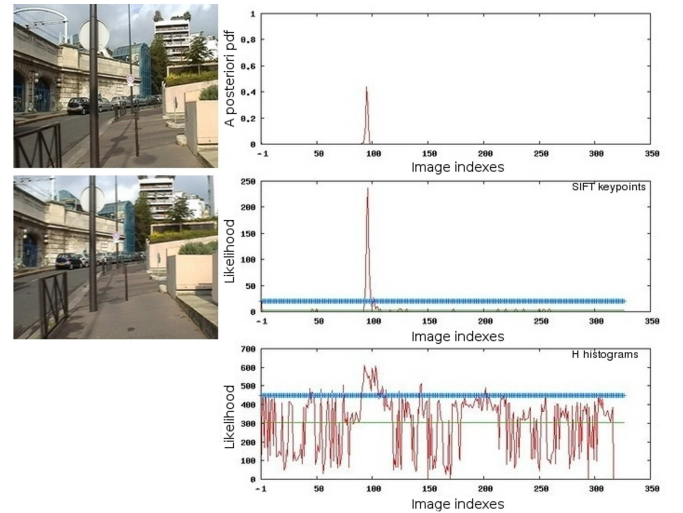 A posteriori pdf
1
0.8
0.6
0.4
0.2
0
-1 50 100 150 200 250 300 350
Image indexes
SIFT keypoints
Likelihood
250
200
150
100
50
0
-1 50 100 150 200 250 300 350
Image indexes
H histograms
Likelihood
700
600
500
400
300
200
100
0
-1 50 100 150 200 250 300 350
Image indexes